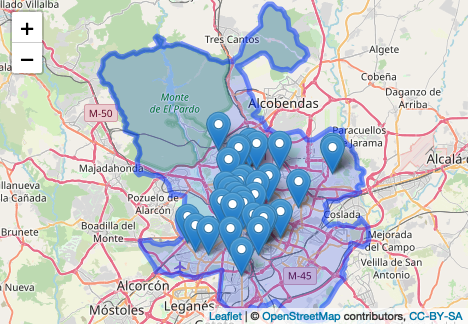 Villalba
+
−
Tres Cantos
Algete
Cobeña
Monte
de El Pardo
M-50
Alcobendas
Daganzo de
Arriba
Paracuellos
de Jarama
Majadahonda
Alcalá
Villanueva
la Cañada
Pozuelo de
Alarcón
Boadilla del
Monte
Brunete
Coslada
Mejorada
del Campo
Velilla de San
Antonio
M-45
Alcorcón
Móstoles
Leganés
Getafe
Leaflet | © OpenStreetMap contributors, CC-BY-SA